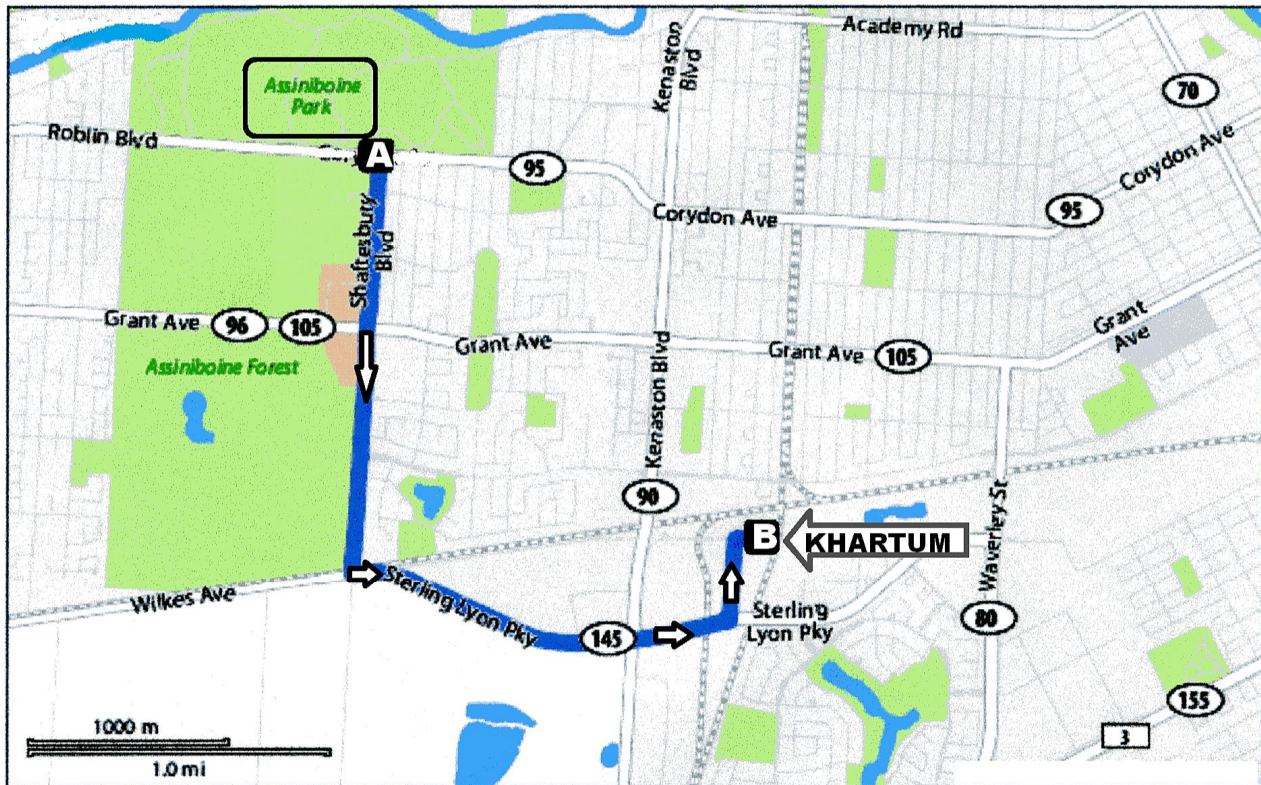 Academy Rd
Kenaston
Blvd
70
Assiniboine
Park
Roblin Blvd
A
95
Corydon Ave
95
Corydon Ave
Shaftesbury
Blvd
Grant Ave
96
105
Grant Ave
Grant Ave
105
Grant
Ave
Assiniboine Forest
Kenaston Blvd
90
B
KHARTUM
Waverley St
Wilkes Ave
Sterling Lyon Pky
145
Sterling
Lyon Pky
80
155
3
1000 m
1.0 mi